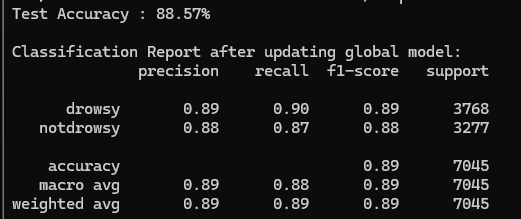 Test Accuracy : 88.57%
Classification Report after updating global model:
precision recall f1-score support
drowsy 0.89 0.90 0.89 3768
notdrowsy 0.88 0.87 0.88 3277
accuracy 0.89 7045
macro avg 0.89 0.88 0.89 7045
weighted avg 0.89 0.89 0.89 7045